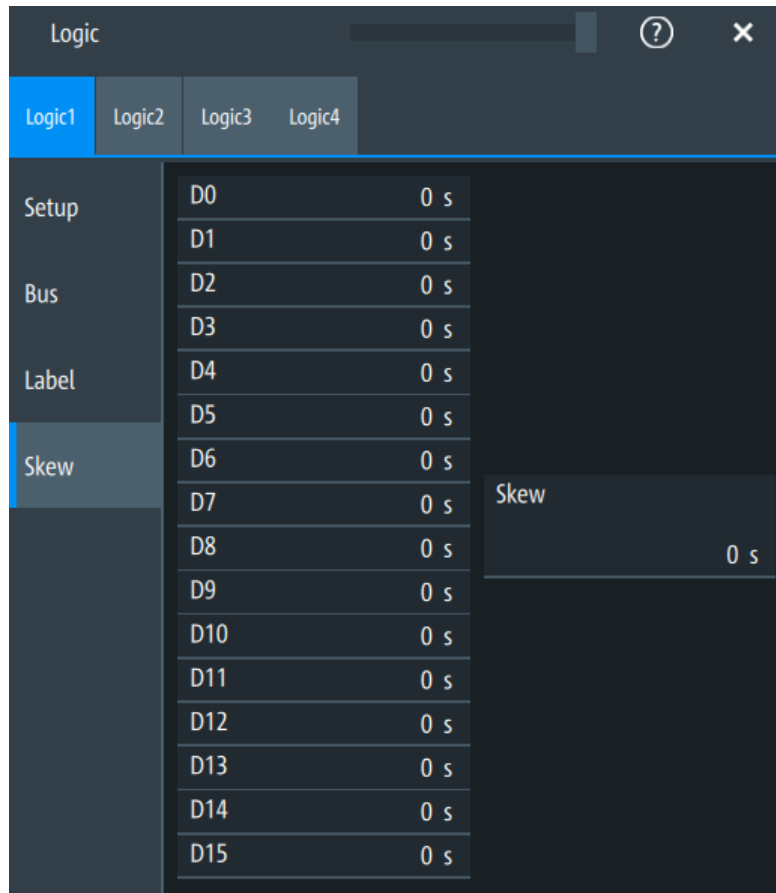 Logic ? ×
Logic1 Logic2 Logic3 Logic4
Setup
Bus
Label
Skew
D0 0 s
D1 0 s
D2 0 s
D3 0 s
D4 0 s
D5 0 s
D6 0 s
D7 0 s
D8 0 s
D9 0 s
D10 0 s
D11 0 s
D12 0 s
D13 0 s
D14 0 s
D15 0 s
Skew
0 s